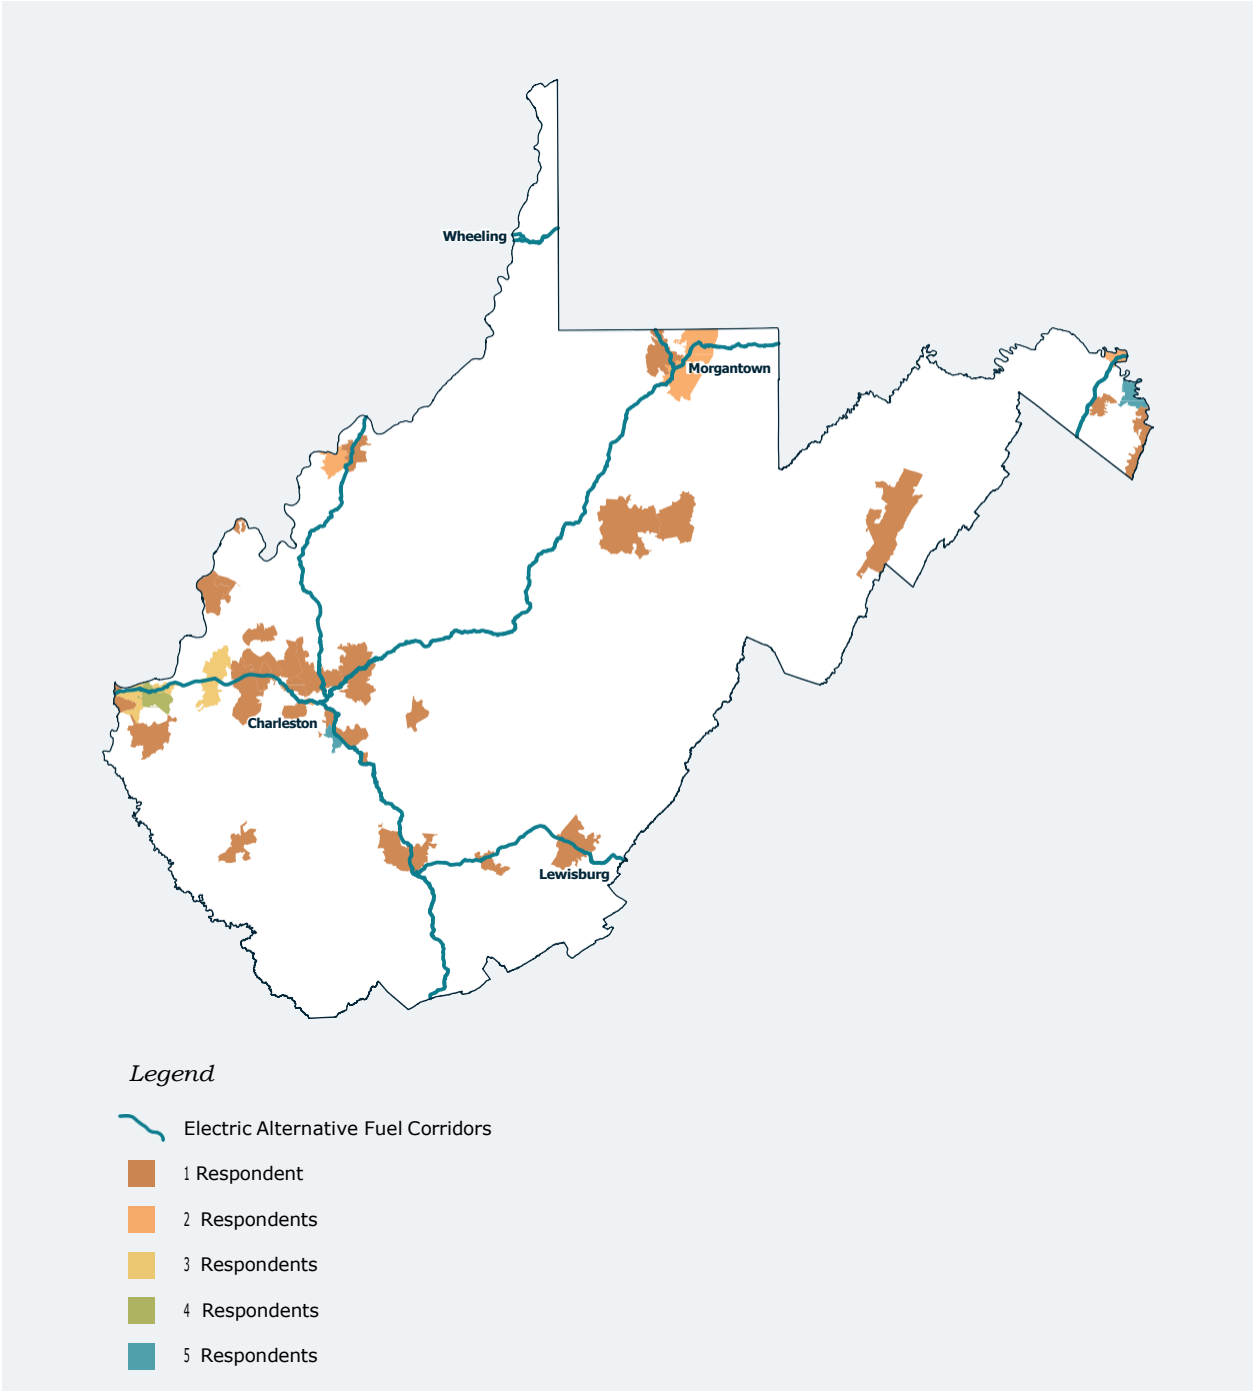 Wheeling
Morgantown
Charleston
Lewisburg
Legend
Electric Alternative Fuel Corridors
1 Respondent
2 Respondents
3 Respondents
4 Respondents
5 Respondents